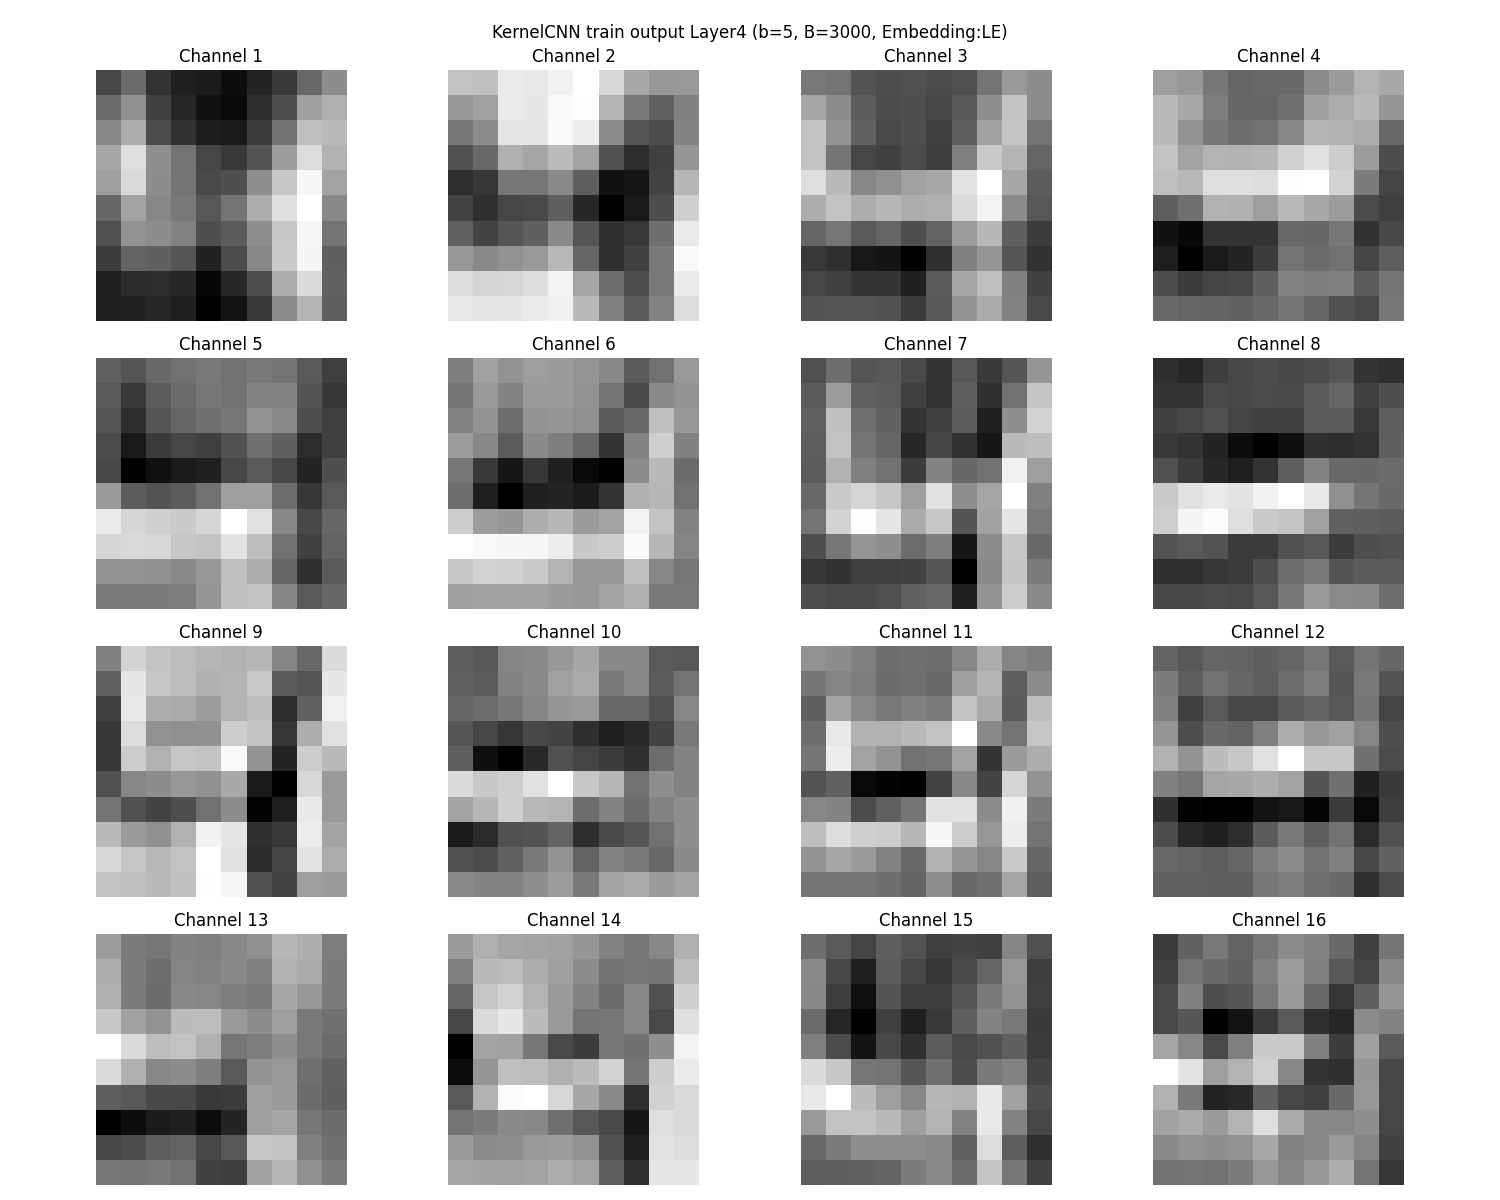 KernelCNN train output Layer4 (b=5, B=3000, Embedding:LE)
Channel 1 Channel 2 Channel 3 Channel 4
Channel 5 Channel 6 Channel 7 Channel 8
Channel 9 Channel 10 Channel 11 Channel 12
Channel 13 Channel 14 Channel 15 Channel 16